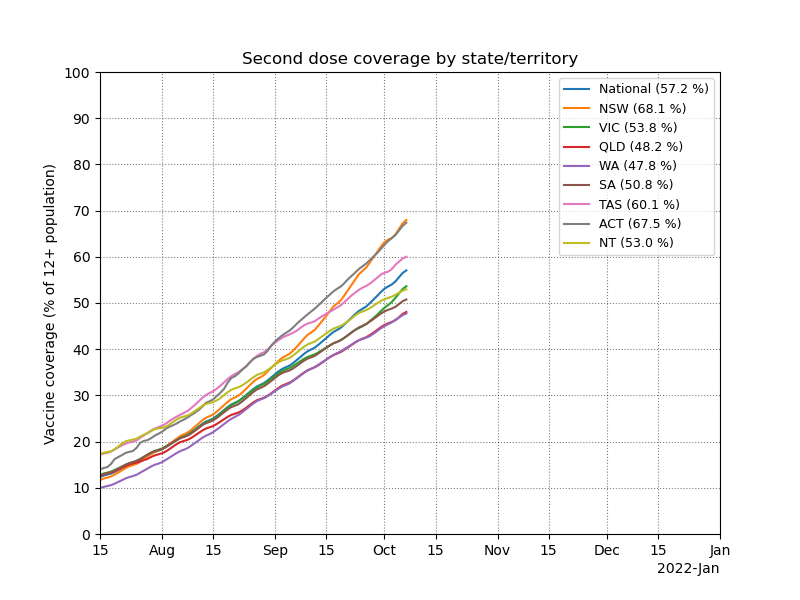 Second dose coverage by state/territory
Vaccine coverage (% of 12+ population)
100
90
80
70
60
50
40
30
20
10
0
National (57.2 %)
NSW (68.1 %)
VIC (53.8 %)
QLD (48.2 %)
WA (47.8 %)
SA (50.8 %)
TAS (60.1 %)
ACT (67.5 %)
NT (53.0 %)
15 Aug 15 Sep 15 Oct 15 Nov 15 Dec 15 Jan
2022-Jan